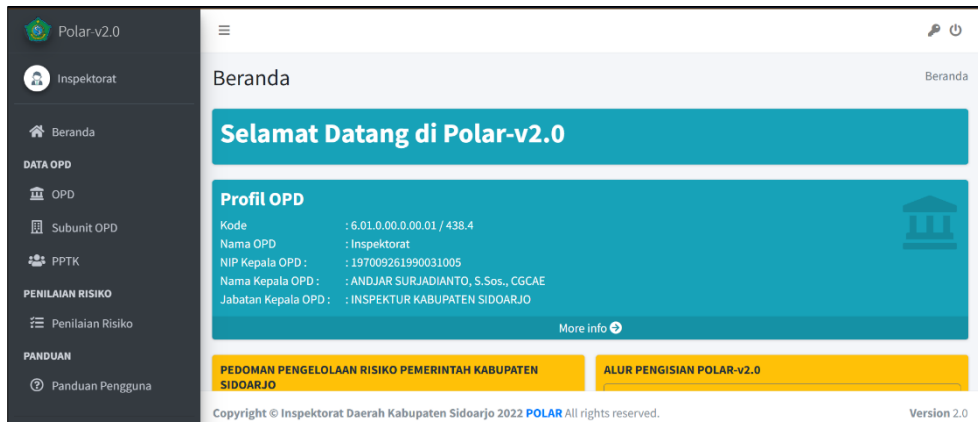 Polar-v2.0
Inspektorat
Beranda
DATA OPD
OPD
Subunit OPD
PPTK
PENILAIAN RISIKO
Penilaian Risiko
PANDUAN
Panduan Pengguna
Beranda
Beranda
Selamat Datang di Polar-v2.0
Profil OPD
Kode : 6.01.0.00.0.00.01 / 438.4
Nama OPD : Inspektorat
NIP Kepala OPD : : 197009261990031005
Nama Kepala OPD : : ANDJAR SURJADIANTO, S.Sos., CGCAE
Jabatan Kepala OPD : : INSPEKTUR KABUPATEN SIDOARJO
More info
PEDOMAN PENGELOLAAN RISIKO PEMERINTAH KABUPATEN
SIDOARJO
ALUR PENGISIAN POLAR-v2.0
Copyright © Inspektorat Daerah Kabupaten Sidoarjo 2022 POLAR All rights reserved.
Version 2.0